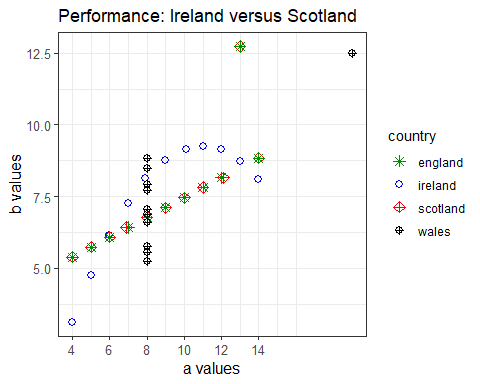 Performance: Ireland versus Scotland
12.5
10.0
7.5
5.0
b values
4 6 8 10 12 14
a values
country
england
ireland
scotland
wales